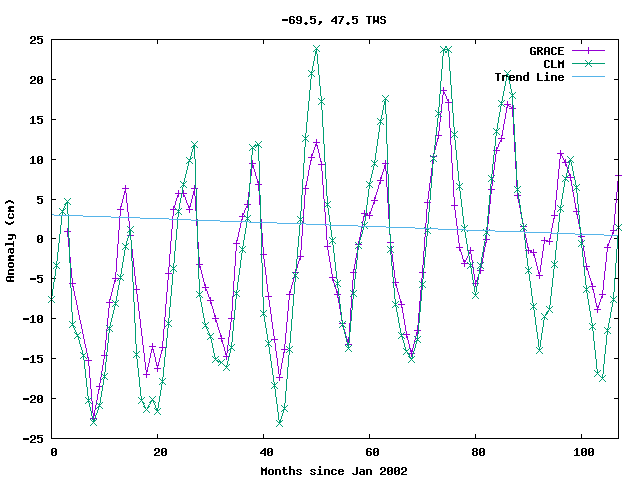 -69.5, 47.5 TWS
GRACE
CLM
Trend Line
25
20
15
10
5
0
-5
-10
-15
-20
-25
Anomaly (cm)
0 20 40 60 80 100
Months since Jan 2002